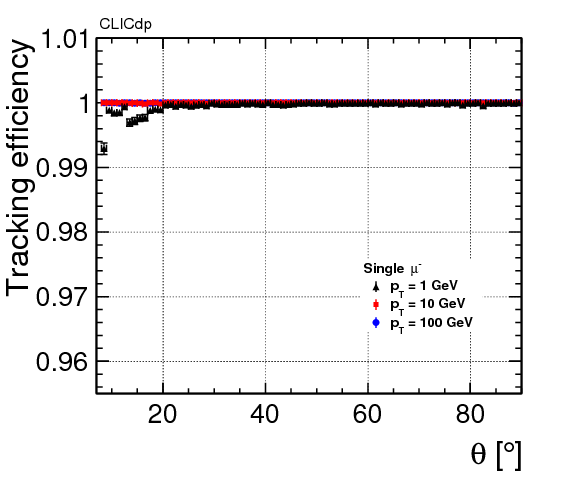 CLICdp
Tracking efficiency
1.01
1
0.99
0.98
0.97
0.96
Single μ⁻
p_T = 1 GeV
p_T = 10 GeV
p_T = 100 GeV
20 40 60 80
θ [°]